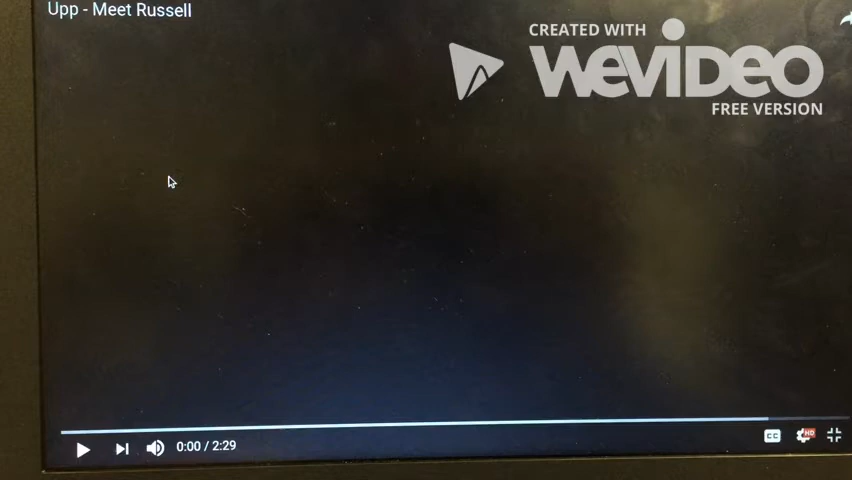 Upp - Meet Russell
CREATED WITH
WEVIDEO
FREE VERSION
0:00 / 2:29
CC
HD